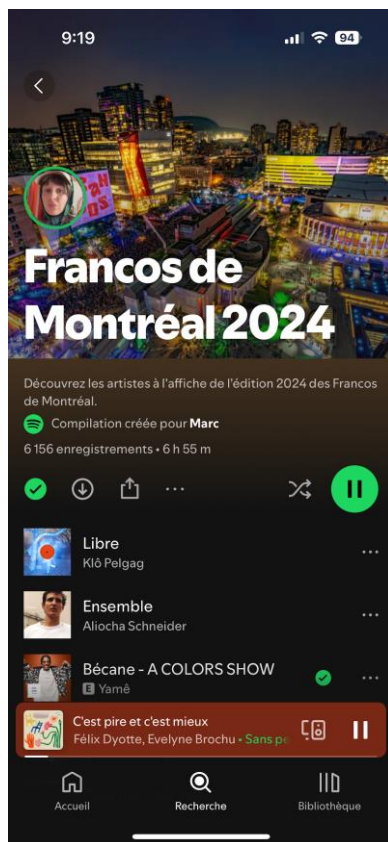 9:19
94
Francos de
Montréal 2024
Découvrez les artistes à l'affiche de l'édition 2024 des Francos
de Montréal.
Compilation créée pour Marc
6 156 enregistrements • 6 h 55 m
Libre
Klô Pelgag
Ensemble
Aliocha Schneider
Bécane - A COLORS SHOW
E Yamê
C'est pire et c'est mieux
Félix Dyotte, Evelyne Brochu • Sans
Accueil
Recherche
Bibliothèque